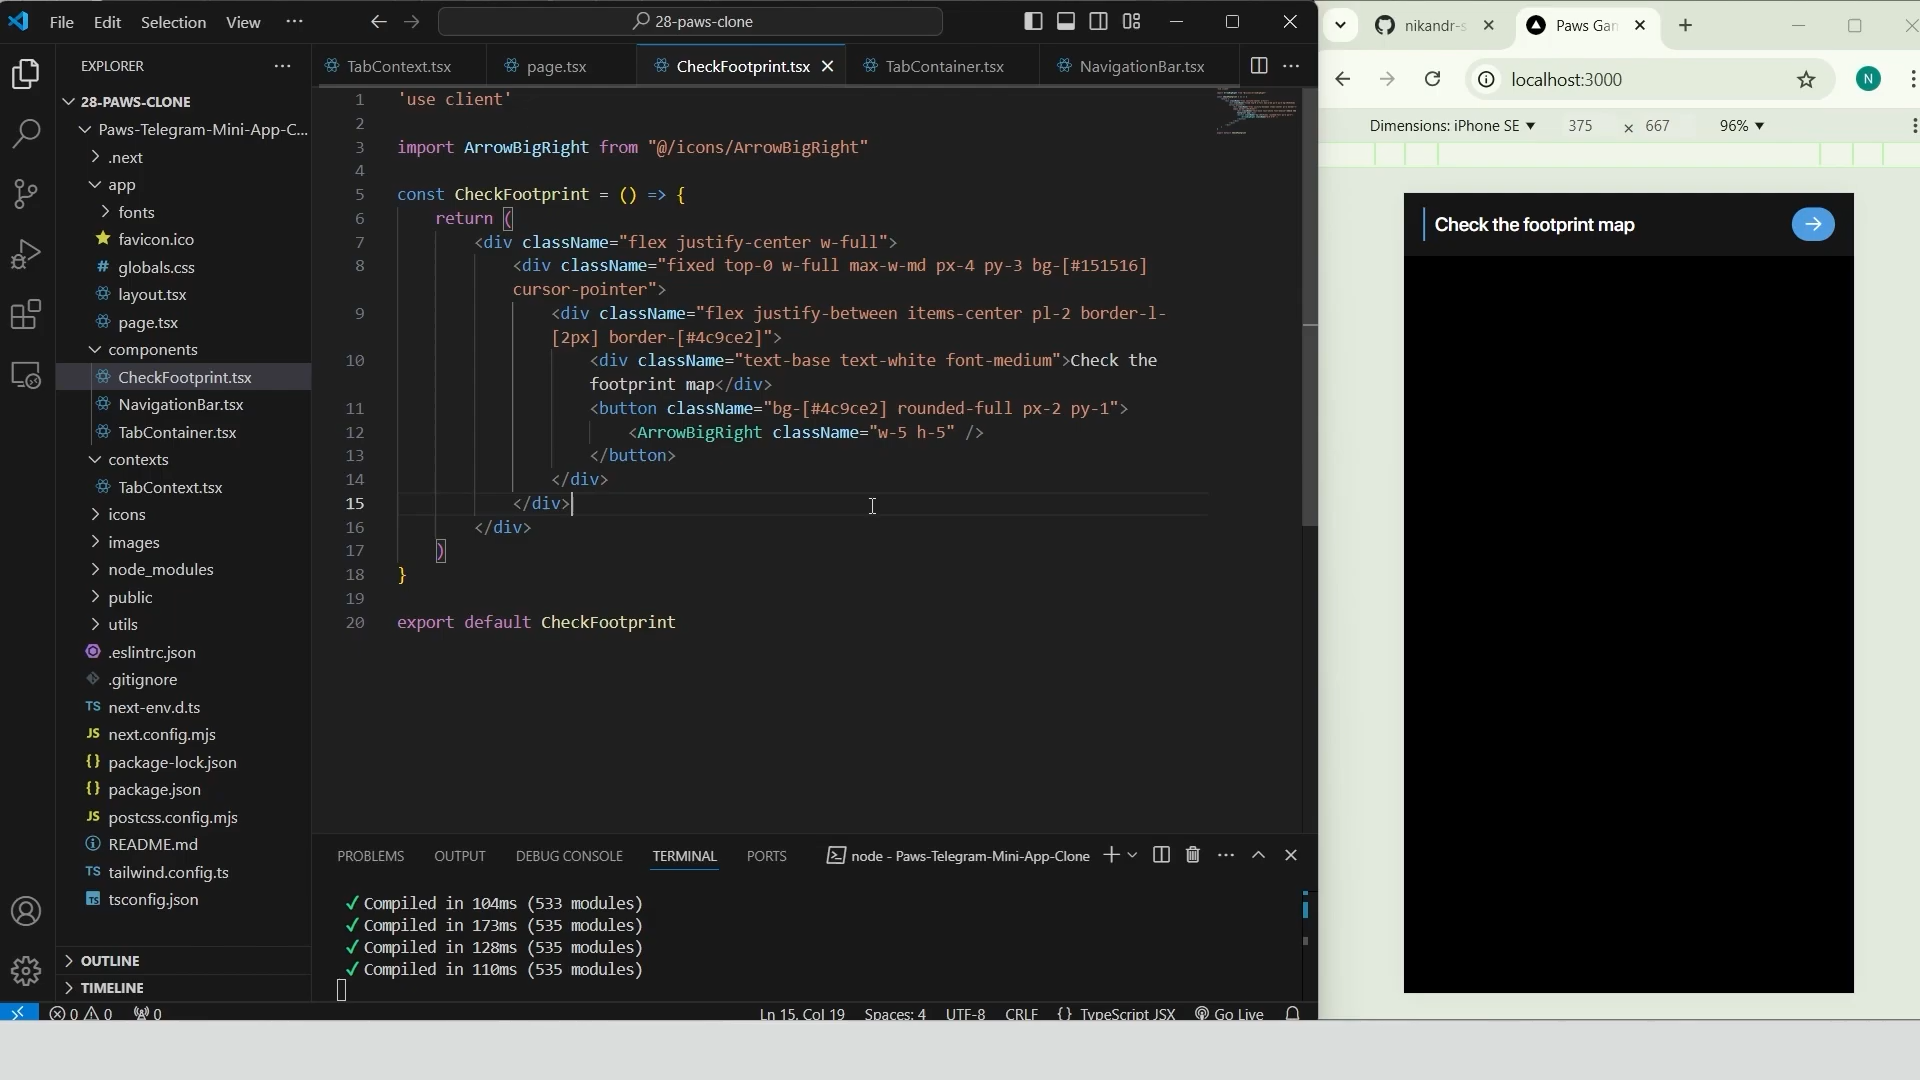 File Edit Selection View ···
28-paws-clone
EXPLORER ···
28-PAWS-CLONE
Paws-Telegram-Mini-App-C...
.next
app
fonts
favicon.ico
# globals.css
layout.tsx
page.tsx
components
CheckFootprint.tsx
NavigationBar.tsx
TabContainer.tsx
contexts
TabContext.tsx
icons
images
node_modules
public
utils
.eslintrc.json
.gitignore
TS next-env.d.ts
JS next.config.mjs
{} package-lock.json
{} package.json
JS postcss.config.mjs
README.md
TS tailwind.config.ts
TS tsconfig.json
OUTLINE
TIMELINE
TabContext.tsx page.tsx CheckFootprint.tsx TabContainer.tsx NavigationBar.tsx
1 'use client'
2
3 import ArrowBigRight from "@/icons/ArrowBigRight"
4
5 const CheckFootprint = () => {
6 return (
7 <div className="flex justify-center w-full">
8 <div className="fixed top-0 w-full max-w-md px-4 py-3 bg-[#151516]
cursor-pointer">
9 <div className="flex justify-between items-center pl-2 border-l-
[2px] border-[#4c9ce2]">
10 <div className="text-base text-white font-medium">Check the
footprint map</div>
11 <button className="bg-[#4c9ce2] rounded-full px-2 py-1">
12 <ArrowBigRight className="w-5 h-5" />
13 </button>
14 </div>
15 </div>
16 </div>
17 )
18 }
19
20 export default CheckFootprint
PROBLEMS OUTPUT DEBUG CONSOLE TERMINAL PORTS node - Paws-Telegram-Mini-App-Clone
✓ Compiled in 104ms (533 modules)
✓ Compiled in 173ms (535 modules)
✓ Compiled in 128ms (535 modules)
✓ Compiled in 110ms (535 modules)
0 0 0 Ln 15, Col 19 Spaces: 4 UTF-8 CRLF {} TypeScript JSX Go Live
nikandr-s Paws Gan
localhost:3000 N
Dimensions: iPhone SE 375 × 667 96%
Check the footprint map